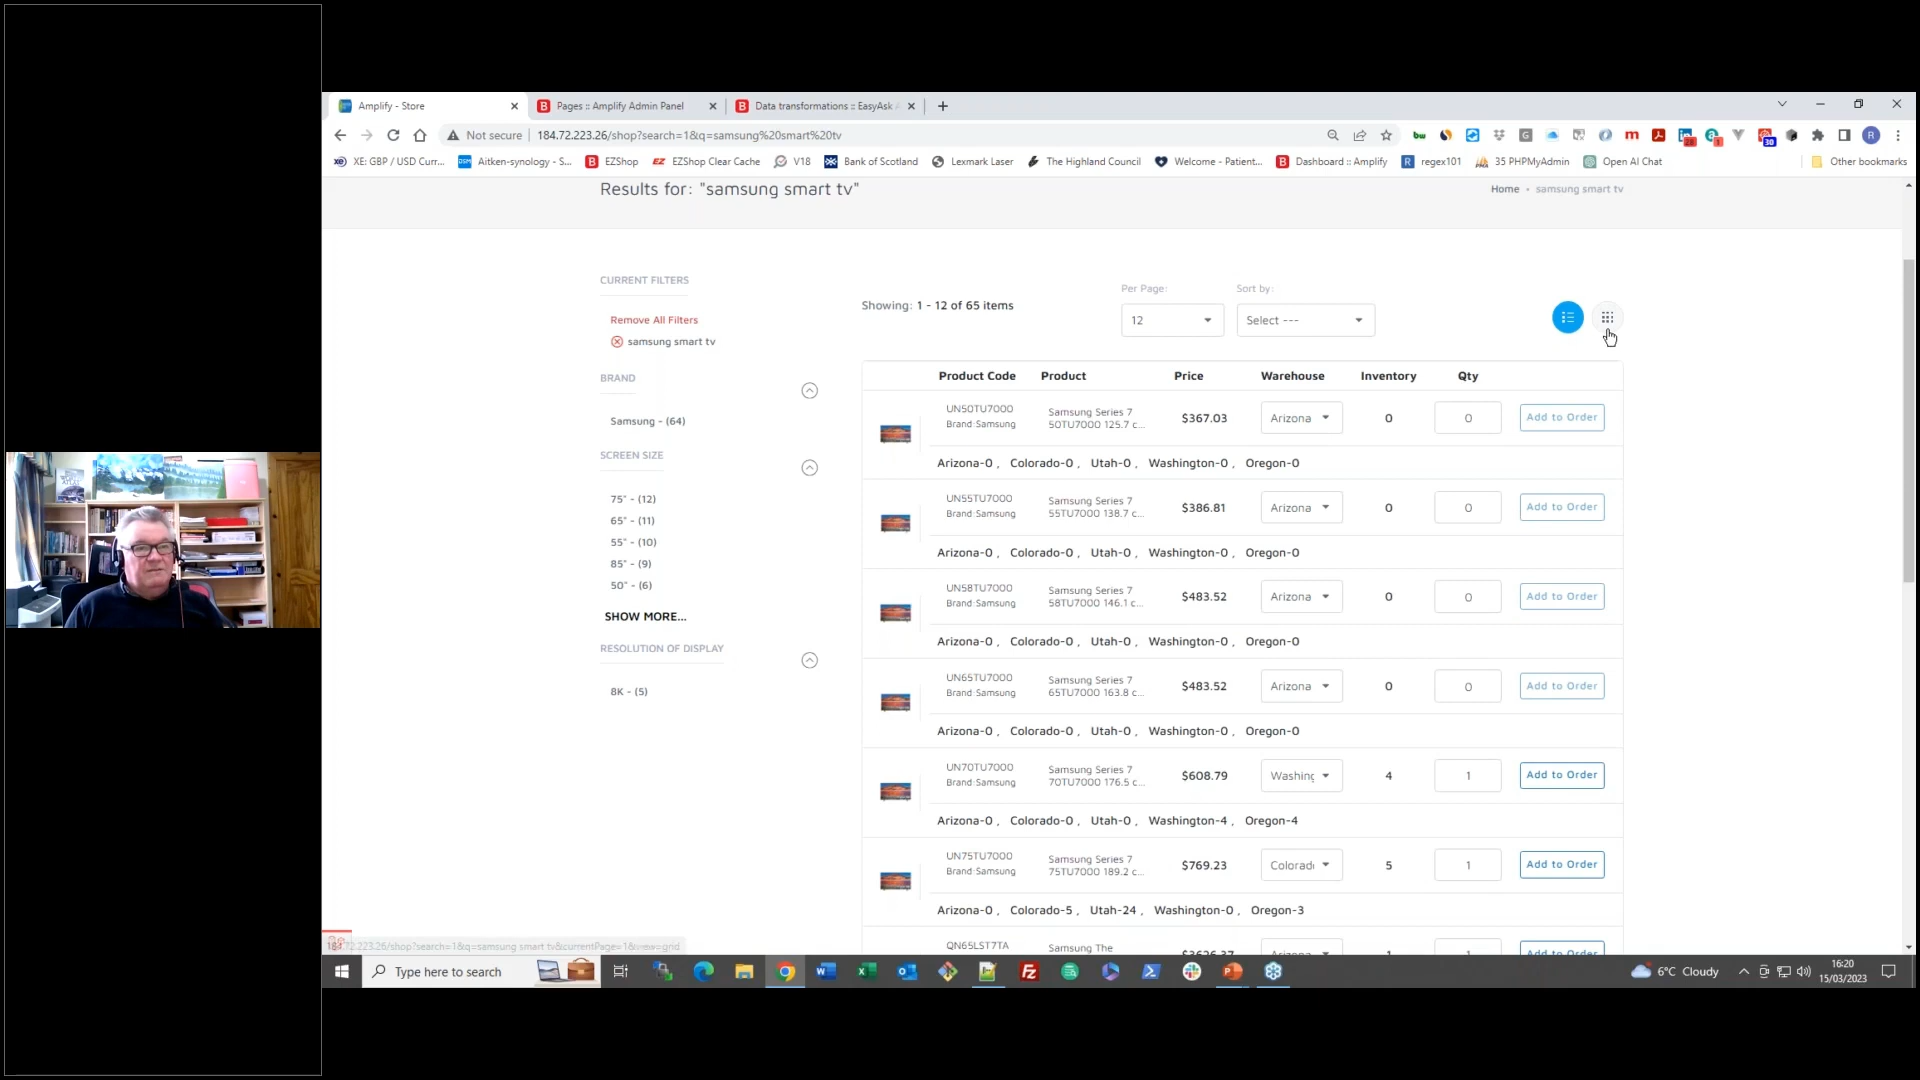 Amplify - Store
Pages :: Amplify Admin Panel
Data transformations :: EasyAsk
Not secure
184.72.223.26/shop?search=1&q=samsung%20smart%20tv
XE: GBP / USD Curr...
Aitken-synology - S...
EZShop
EZShop Clear Cache
V18
Bank of Scotland
Lexmark Laser
The Highland Council
Welcome - Patient...
Dashboard :: Amplify
regex101
35 PHPMyAdmin
Open AI Chat
Other bookmarks
Results for: "samsung smart tv"
Home • samsung smart tv
CURRENT FILTERS
Remove All Filters
samsung smart tv
BRAND
Samsung - (64)
SCREEN SIZE
75" - (12)
65" - (11)
55" - (10)
85" - (9)
50" - (6)
SHOW MORE...
RESOLUTION OF DISPLAY
8K - (5)
Showing: 1 - 12 of 65 items
Per Page:
12
Sort by:
Select ---
Product Code Product Price Warehouse Inventory Qty
UN50TU7000
Brand:Samsung
Samsung Series 7
50TU7000 125.7 c...
$367.03 Arizona 0 0 Add to Order
Arizona-0 , Colorado-0 , Utah-0 , Washington-0 , Oregon-0
UN55TU7000
Brand:Samsung
Samsung Series 7
55TU7000 138.7 c...
$386.81 Arizona 0 0 Add to Order
Arizona-0 , Colorado-0 , Utah-0 , Washington-0 , Oregon-0
UN58TU7000
Brand:Samsung
Samsung Series 7
58TU7000 146.1 c...
$483.52 Arizona 0 0 Add to Order
Arizona-0 , Colorado-0 , Utah-0 , Washington-0 , Oregon-0
UN65TU7000
Brand:Samsung
Samsung Series 7
65TU7000 163.8 c...
$483.52 Arizona 0 0 Add to Order
Arizona-0 , Colorado-0 , Utah-0 , Washington-0 , Oregon-0
UN70TU7000
Brand:Samsung
Samsung Series 7
70TU7000 176.5 c...
$608.79 Washing 4 1 Add to Order
Arizona-0 , Colorado-0 , Utah-0 , Washington-4 , Oregon-4
UN75TU7000
Brand:Samsung
Samsung Series 7
75TU7000 189.2 c...
$769.23 Colorad 5 1 Add to Order
Arizona-0 , Colorado-5 , Utah-24 , Washington-0 , Oregon-3
QN65LST7TA
Samsung The
184.72.223.26/shop?search=1&q=samsung smart tv&currentPage=1&view=grid
Type here to search
6°C Cloudy
16:20
15/03/2023